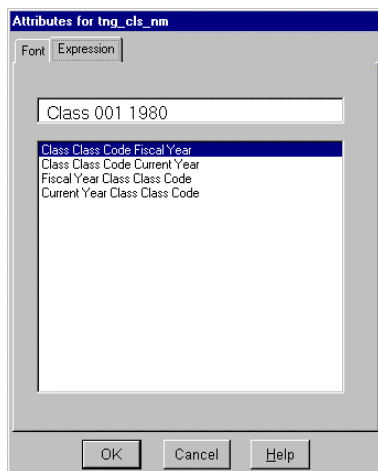 Attributes for tng_cls_nm
Font Expression
Class 001 1980
Class Class Code Fiscal Year
Class Class Code Current Year
Fiscal Year Class Class Code
Current Year Class Class Code
OK Cancel Help